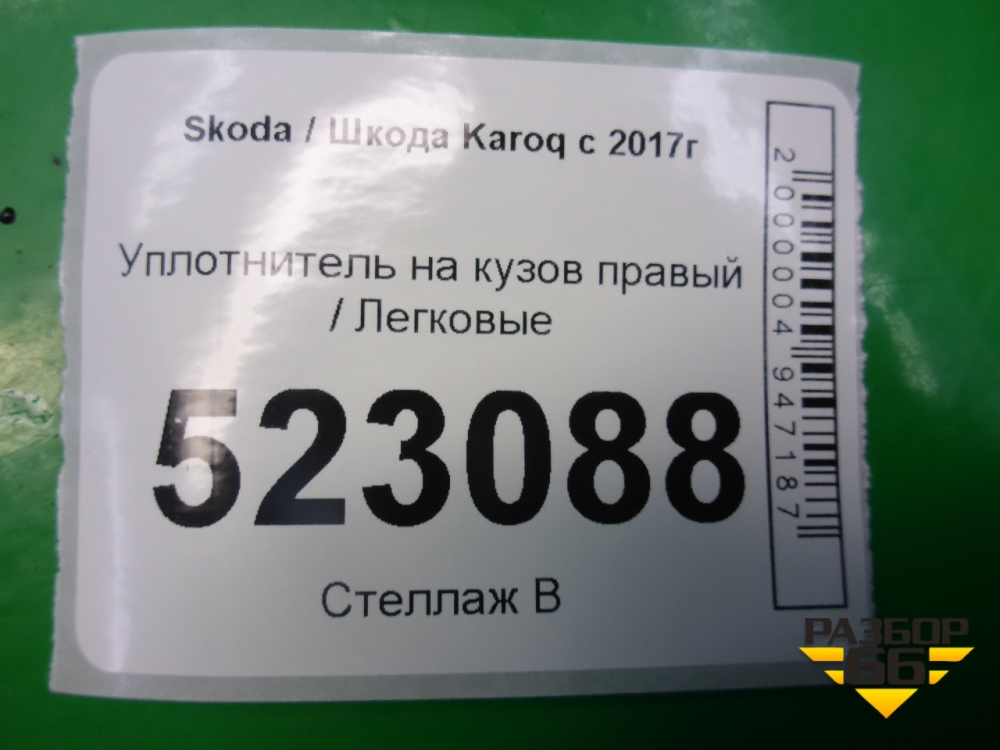 Skoda / Шкода Karoq с 2017г
Уплотнитель на кузов правый
/ Легковые
523088
Стеллаж В
2000004947187
РАЗБОР
66